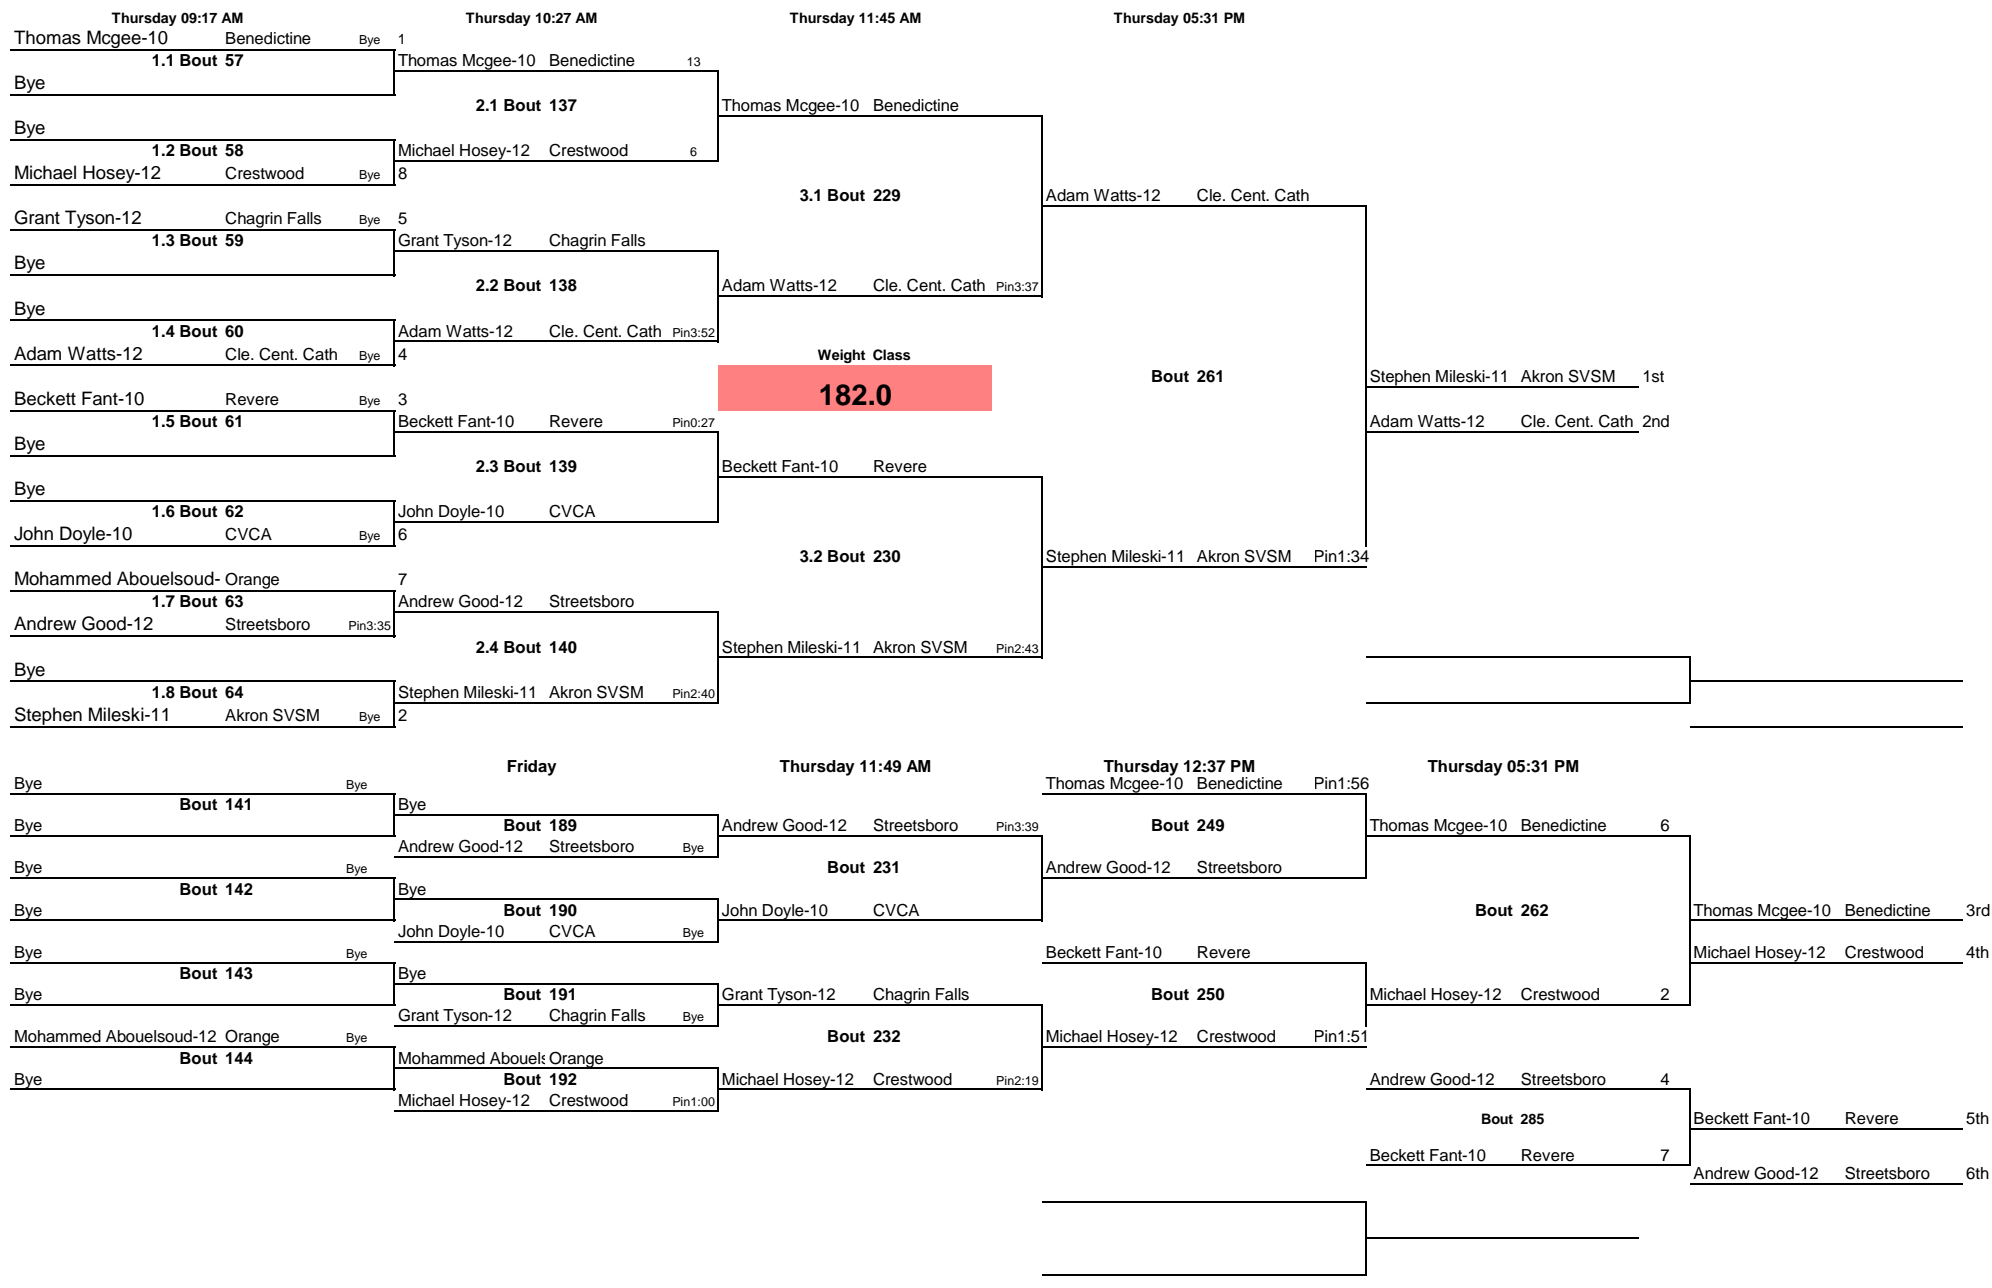 Thursday 09:17 AM Thursday 10:27 AM Thursday 11:45 AM Thursday 05:31 PM
Thomas Mcgee-10 Benedictine Bye 1
1.1 Bout 57 Thomas Mcgee-10 Benedictine 13
Bye
2.1 Bout 137 Thomas Mcgee-10 Benedictine
Bye
1.2 Bout 58 Michael Hosey-12 Crestwood 6
Michael Hosey-12 Crestwood Bye 8
3.1 Bout 229 Adam Watts-12 Cle. Cent. Cath
Grant Tyson-12 Chagrin Falls Bye 5
1.3 Bout 59 Grant Tyson-12 Chagrin Falls
Bye
2.2 Bout 138 Adam Watts-12 Cle. Cent. Cath Pin3:37
Bye
1.4 Bout 60 Adam Watts-12 Cle. Cent. Cath Pin3:52
Adam Watts-12 Cle. Cent. Cath Bye 4 Weight Class
Bout 261 Stephen Mileski-11 Akron SVSM 1st
Beckett Fant-10 Revere Bye 3 182.0
1.5 Bout 61 Beckett Fant-10 Revere Pin0:27 Adam Watts-12 Cle. Cent. Cath 2nd
Bye
2.3 Bout 139 Beckett Fant-10 Revere
Bye
1.6 Bout 62 John Doyle-10 CVCA
John Doyle-10 CVCA Bye 6
3.2 Bout 230 Stephen Mileski-11 Akron SVSM Pin1:34
Mohammed Abouelsoud- Orange 7
1.7 Bout 63 Andrew Good-12 Streetsboro
Andrew Good-12 Streetsboro Pin3:35
2.4 Bout 140 Stephen Mileski-11 Akron SVSM Pin2:43
Bye
1.8 Bout 64 Stephen Mileski-11 Akron SVSM Pin2:40
Stephen Mileski-11 Akron SVSM Bye 2
Friday Thursday 11:49 AM Thursday 12:37 PM Thursday 05:31 PM
Bye Bye Thomas Mcgee-10 Benedictine Pin1:56
Bout 141 Bye
Bye Bout 189 Andrew Good-12 Streetsboro Pin3:39 Bout 249 Thomas Mcgee-10 Benedictine 6
Andrew Good-12 Streetsboro Bye
Bye Bye Bout 231 Andrew Good-12 Streetsboro
Bout 142 Bye
Bye Bout 190 John Doyle-10 CVCA Bout 262 Thomas Mcgee-10 Benedictine 3rd
John Doyle-10 CVCA Bye
Bye Bye Beckett Fant-10 Revere Michael Hosey-12 Crestwood 4th
Bout 143 Bye
Bye Bout 191 Grant Tyson-12 Chagrin Falls Bout 250 Michael Hosey-12 Crestwood 2
Grant Tyson-12 Chagrin Falls Bye
Mohammed Abouelsoud-12 Orange Bye Bout 232 Michael Hosey-12 Crestwood Pin1:51
Bout 144 Mohammed Abouels Orange
Bye Bout 192 Michael Hosey-12 Crestwood Pin2:19 Andrew Good-12 Streetsboro 4
Michael Hosey-12 Crestwood Pin1:00
Bout 285 Beckett Fant-10 Revere 5th
Beckett Fant-10 Revere 7
Andrew Good-12 Streetsboro 6th